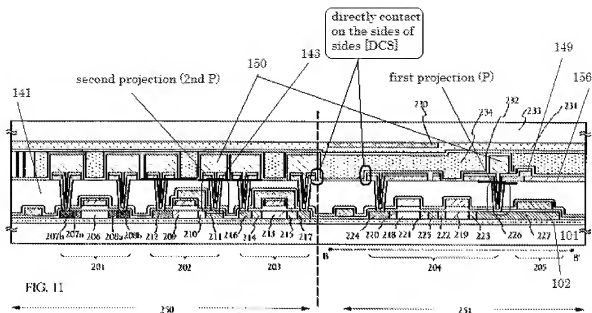 directly contact
on the sides of
sides [DCS]
141
second projection (2nd P)
150
143
first projection (P)
149
156
230
234
232
233
231
207a 206 208a 208b 212 209 210 211 216 214 213 215 217
224 220 218 221 225 222 219 223 226 227
101
201 202 203 204 205
102
B B'
FIG. 11
250 251